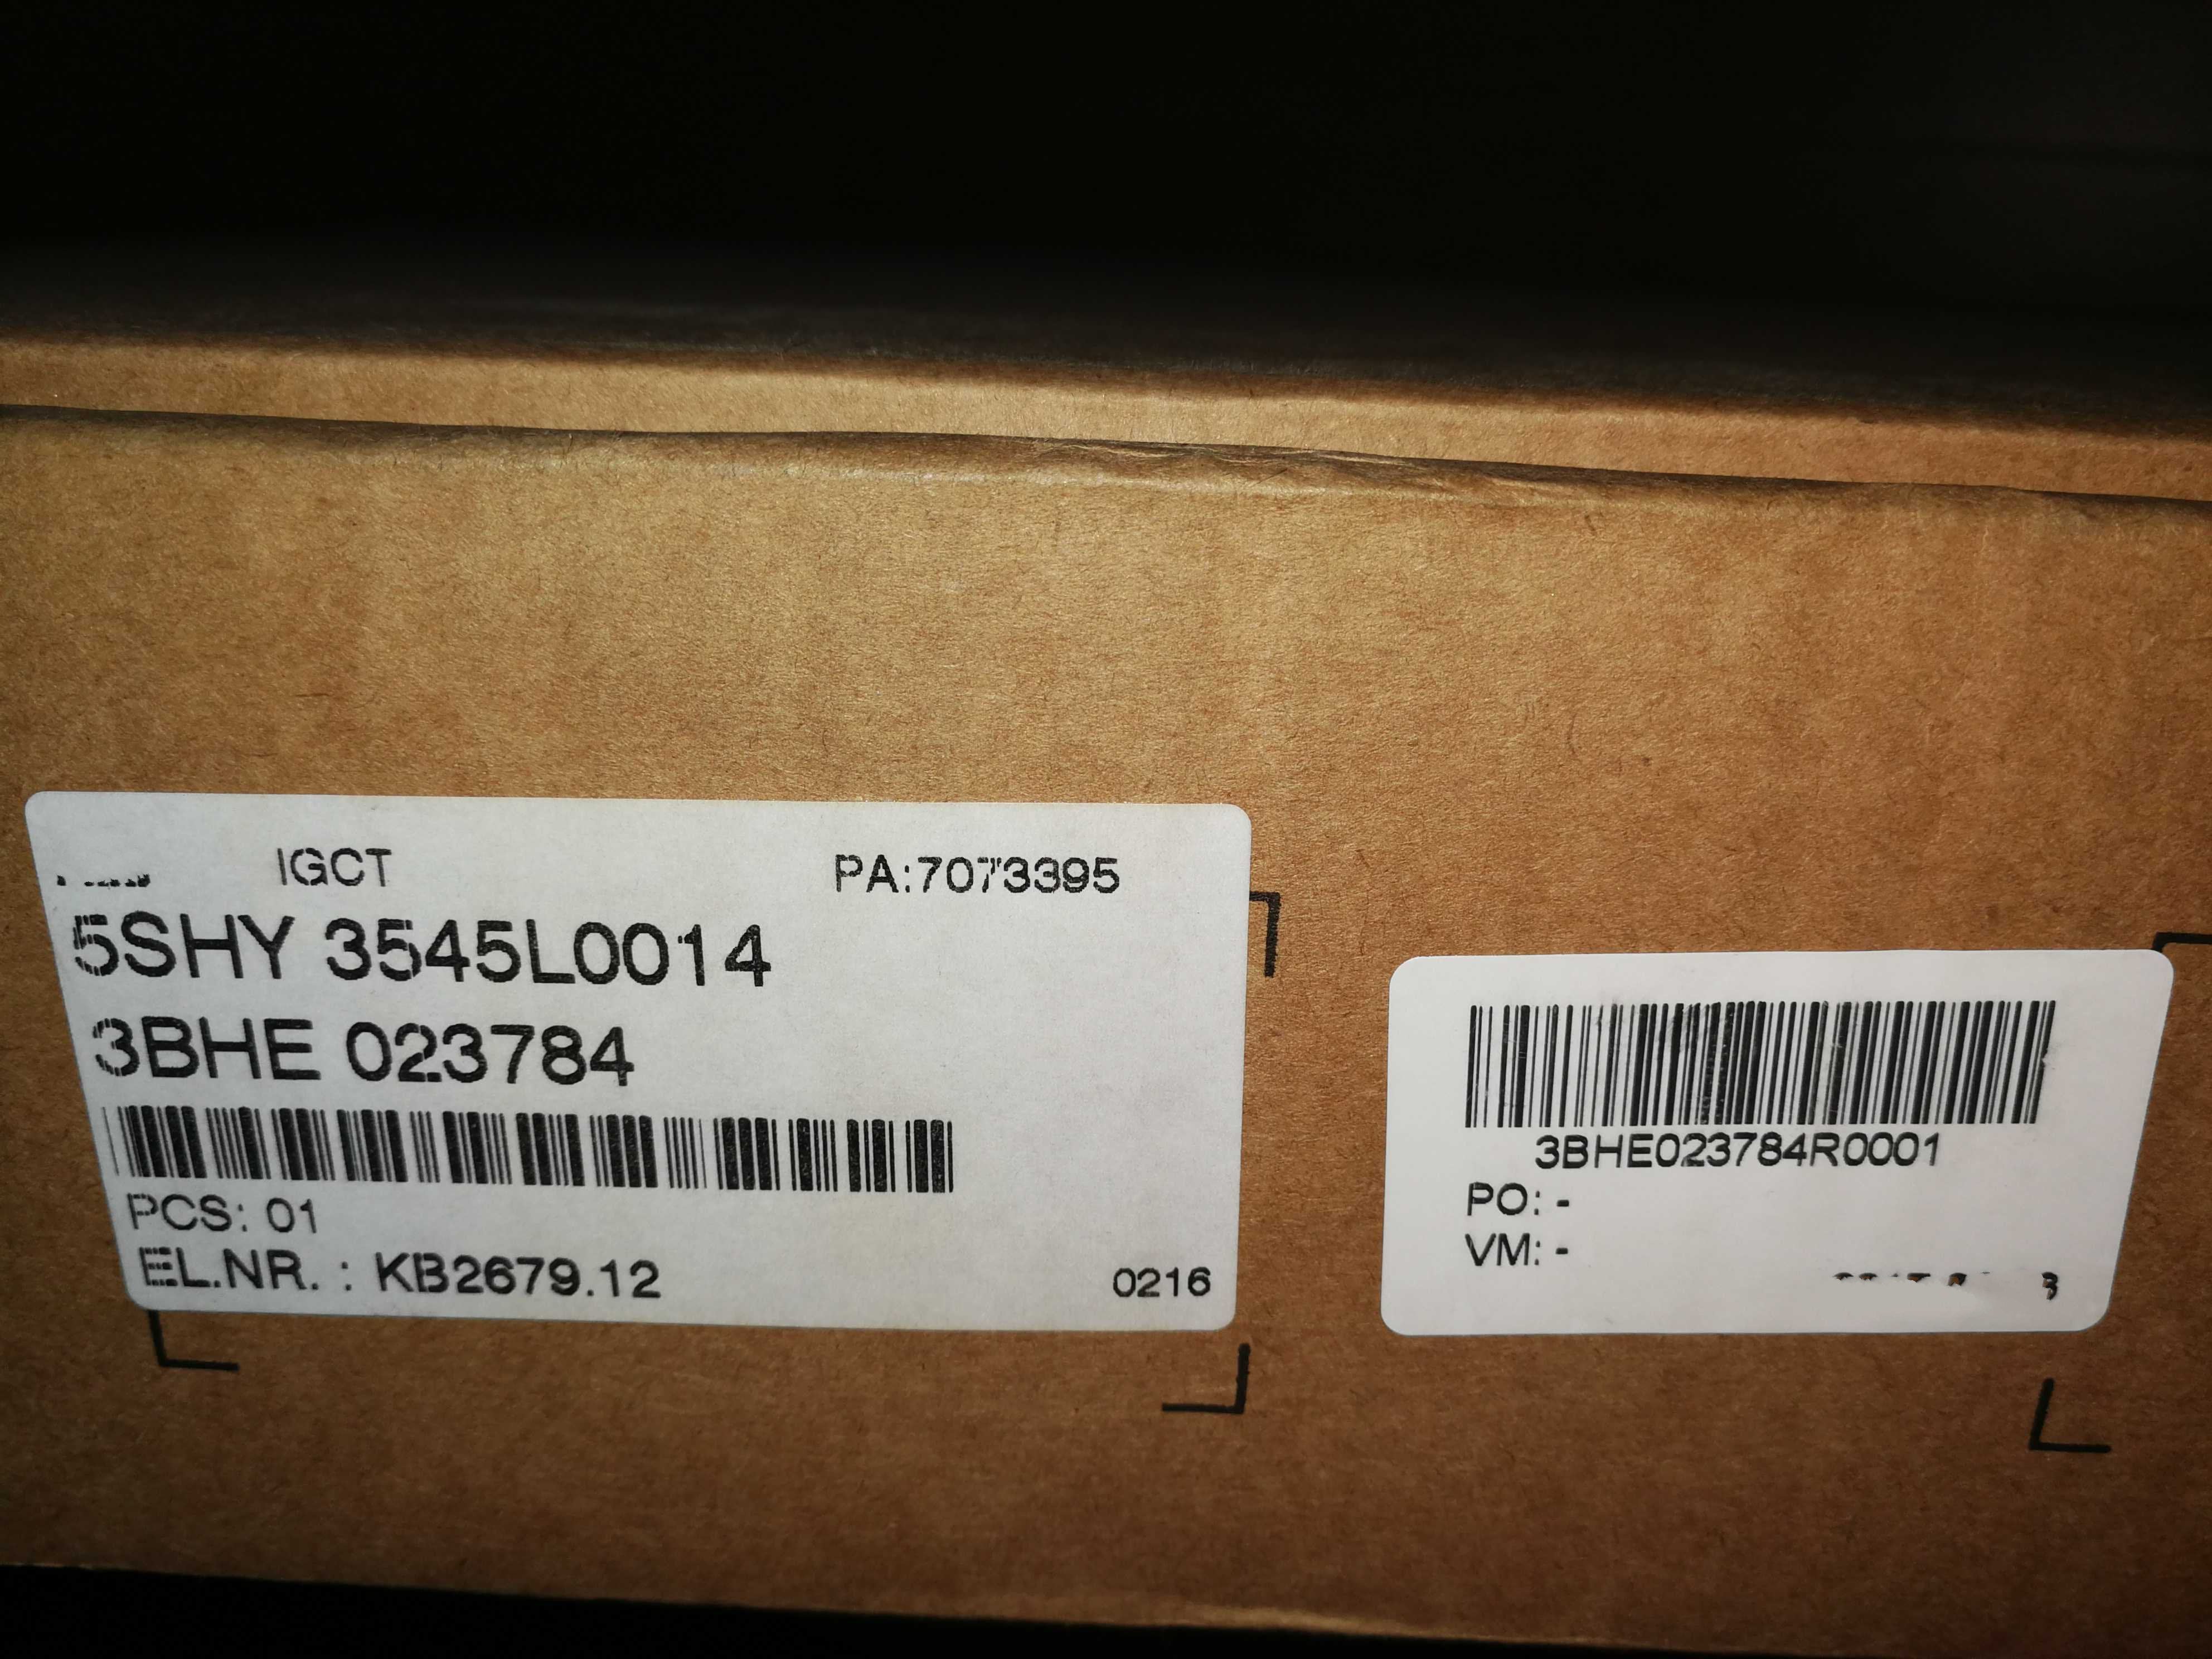 IGCT PA:7073395
5SHY 3545L0014
3BHE 023784
PCS: 01
EL.NR. : KB2679.12 0216
3BHE023784R0001
PO: -
VM: -